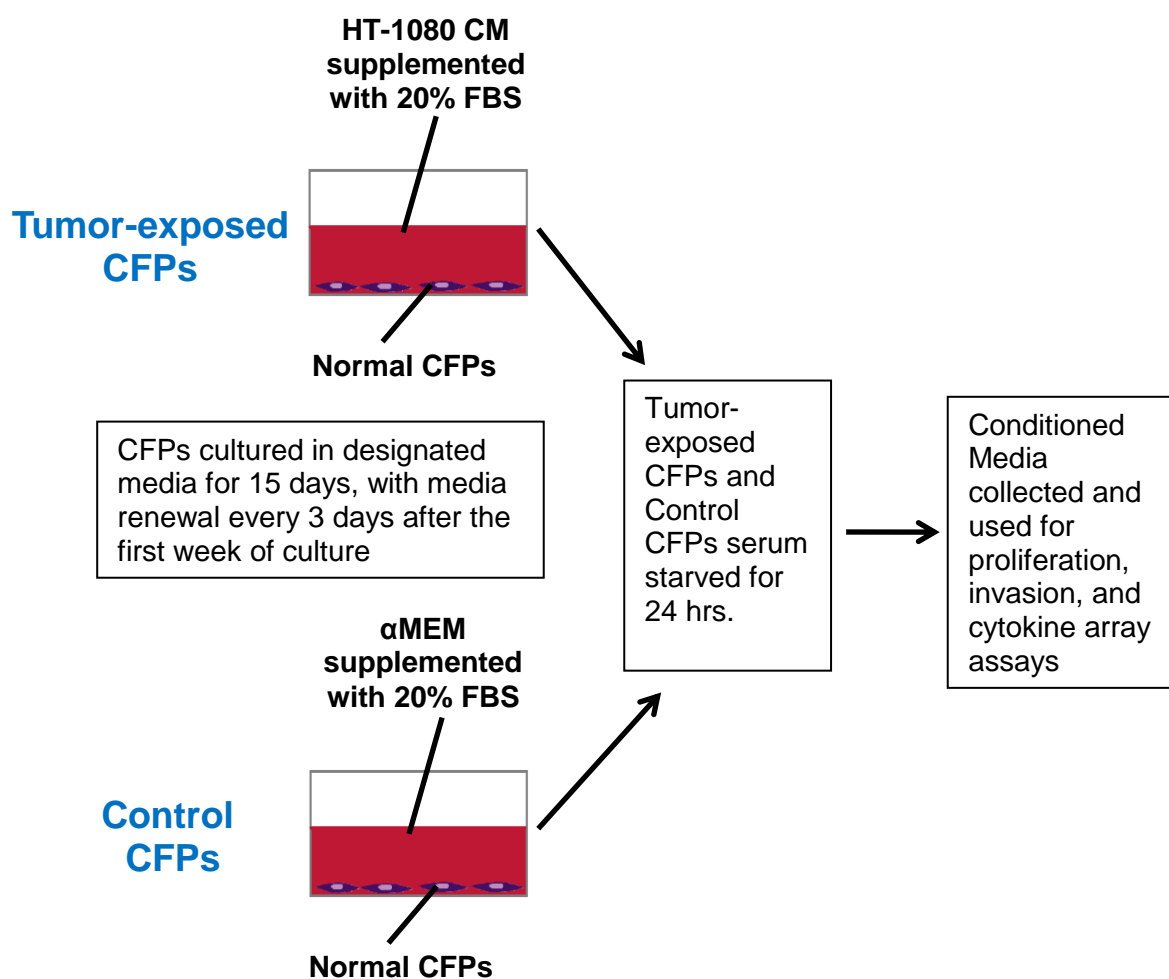 HT-1080 CM
supplemented
with 20% FBS
Tumor-exposed
CFPs
Normal CFPs
CFPs cultured in designated
media for 15 days, with media
renewal every 3 days after the
first week of culture
αMEM
supplemented
with 20% FBS
Control
CFPs
Normal CFPs
Tumor-
exposed
CFPs and
Control
CFPs serum
starved for
24 hrs.
Conditioned
Media
collected and
used for
proliferation,
invasion, and
cytokine array
assays